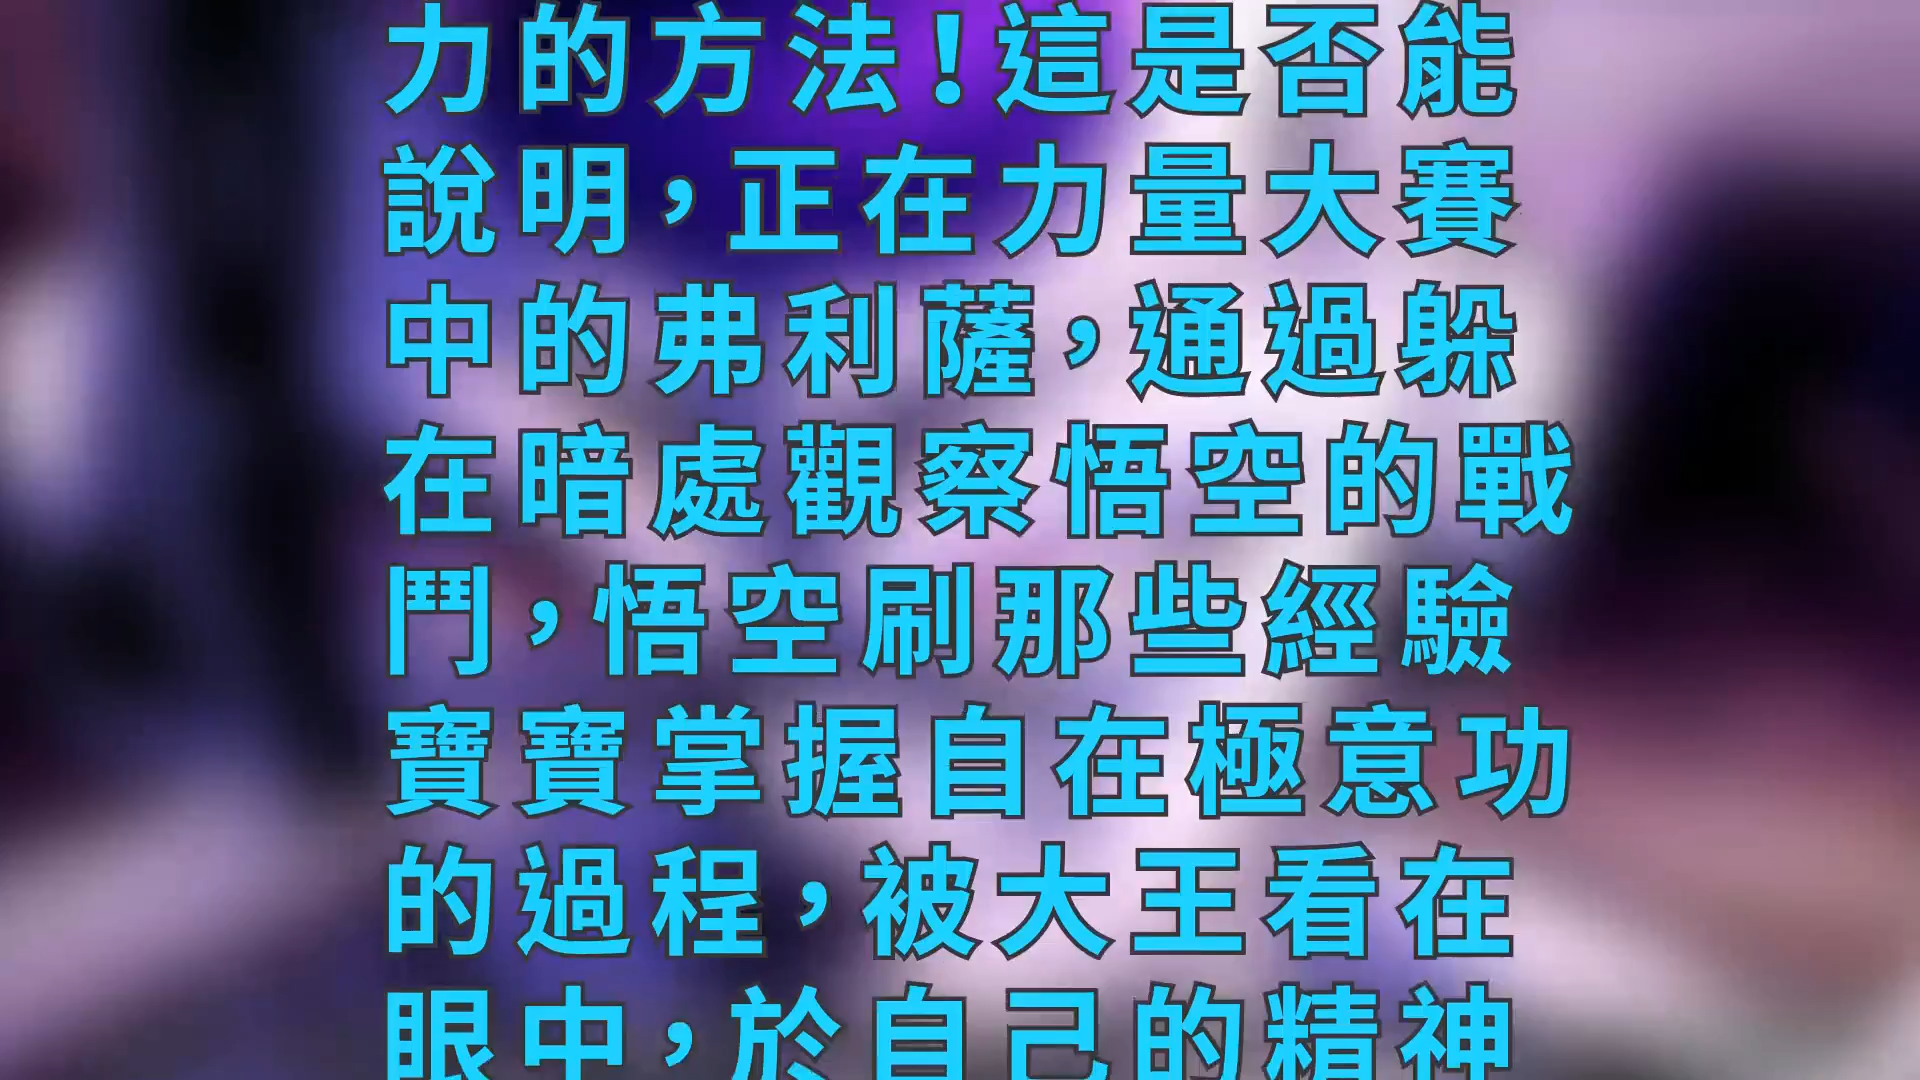 力的方法！這是否能
說明，正在力量大賽
中的弗利薩，通過躲
在暗處觀察悟空的戰
鬥，悟空刷那些經驗
寶寶掌握自在極意功
的過程，被大王看在
眼中，於自己的精神